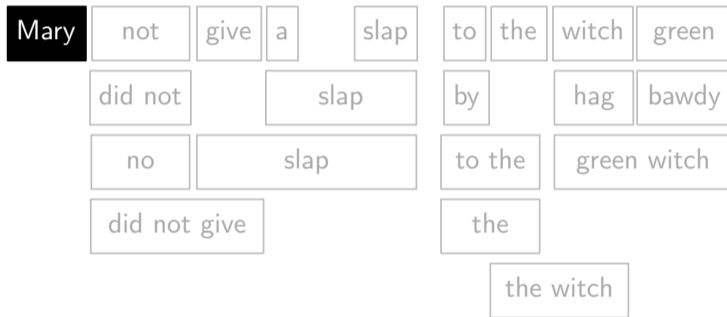 Mary not give a slap to the witch green
did not slap by hag bawdy
no slap to the green witch
did not give the
the witch